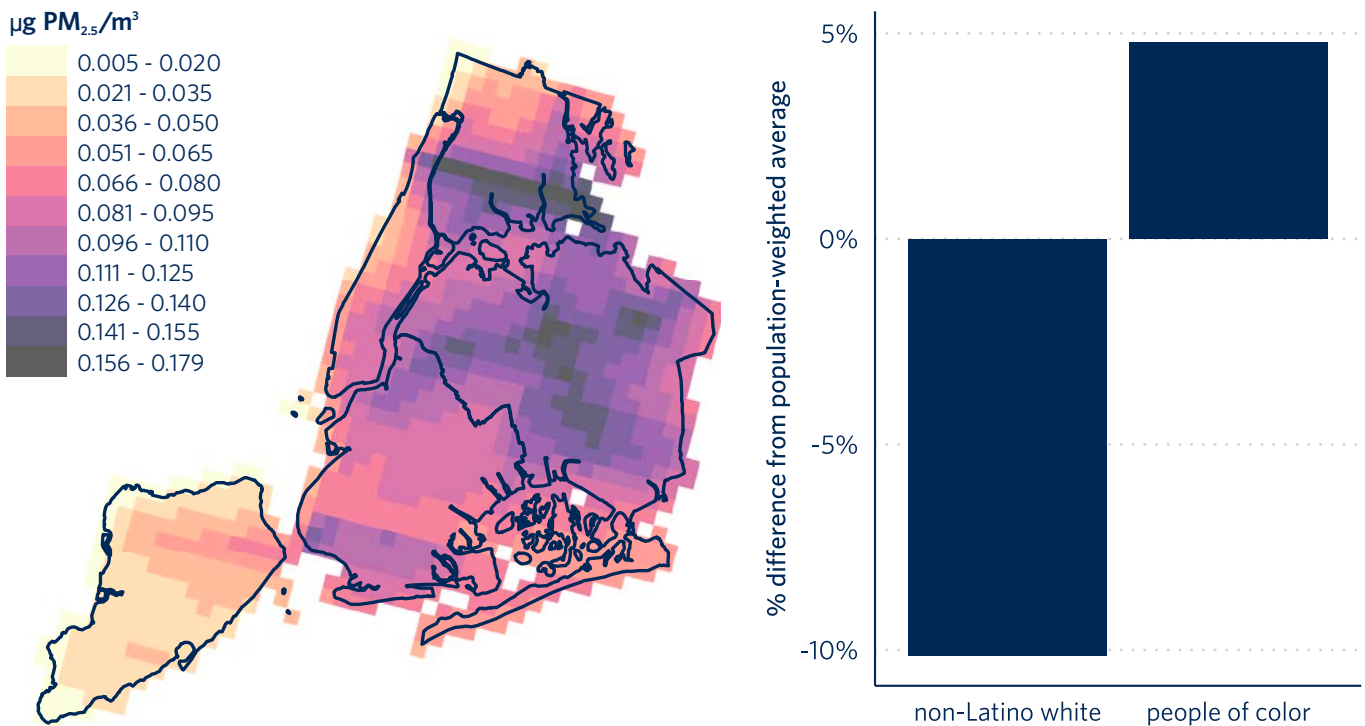 µg PM2.5/m³
0.005 - 0.020
0.021 - 0.035
0.036 - 0.050
0.051 - 0.065
0.066 - 0.080
0.081 - 0.095
0.096 - 0.110
0.111 - 0.125
0.126 - 0.140
0.141 - 0.155
0.156 - 0.179
% difference from population-weighted average
5%
0%
-5%
-10%
non-Latino white
people of color